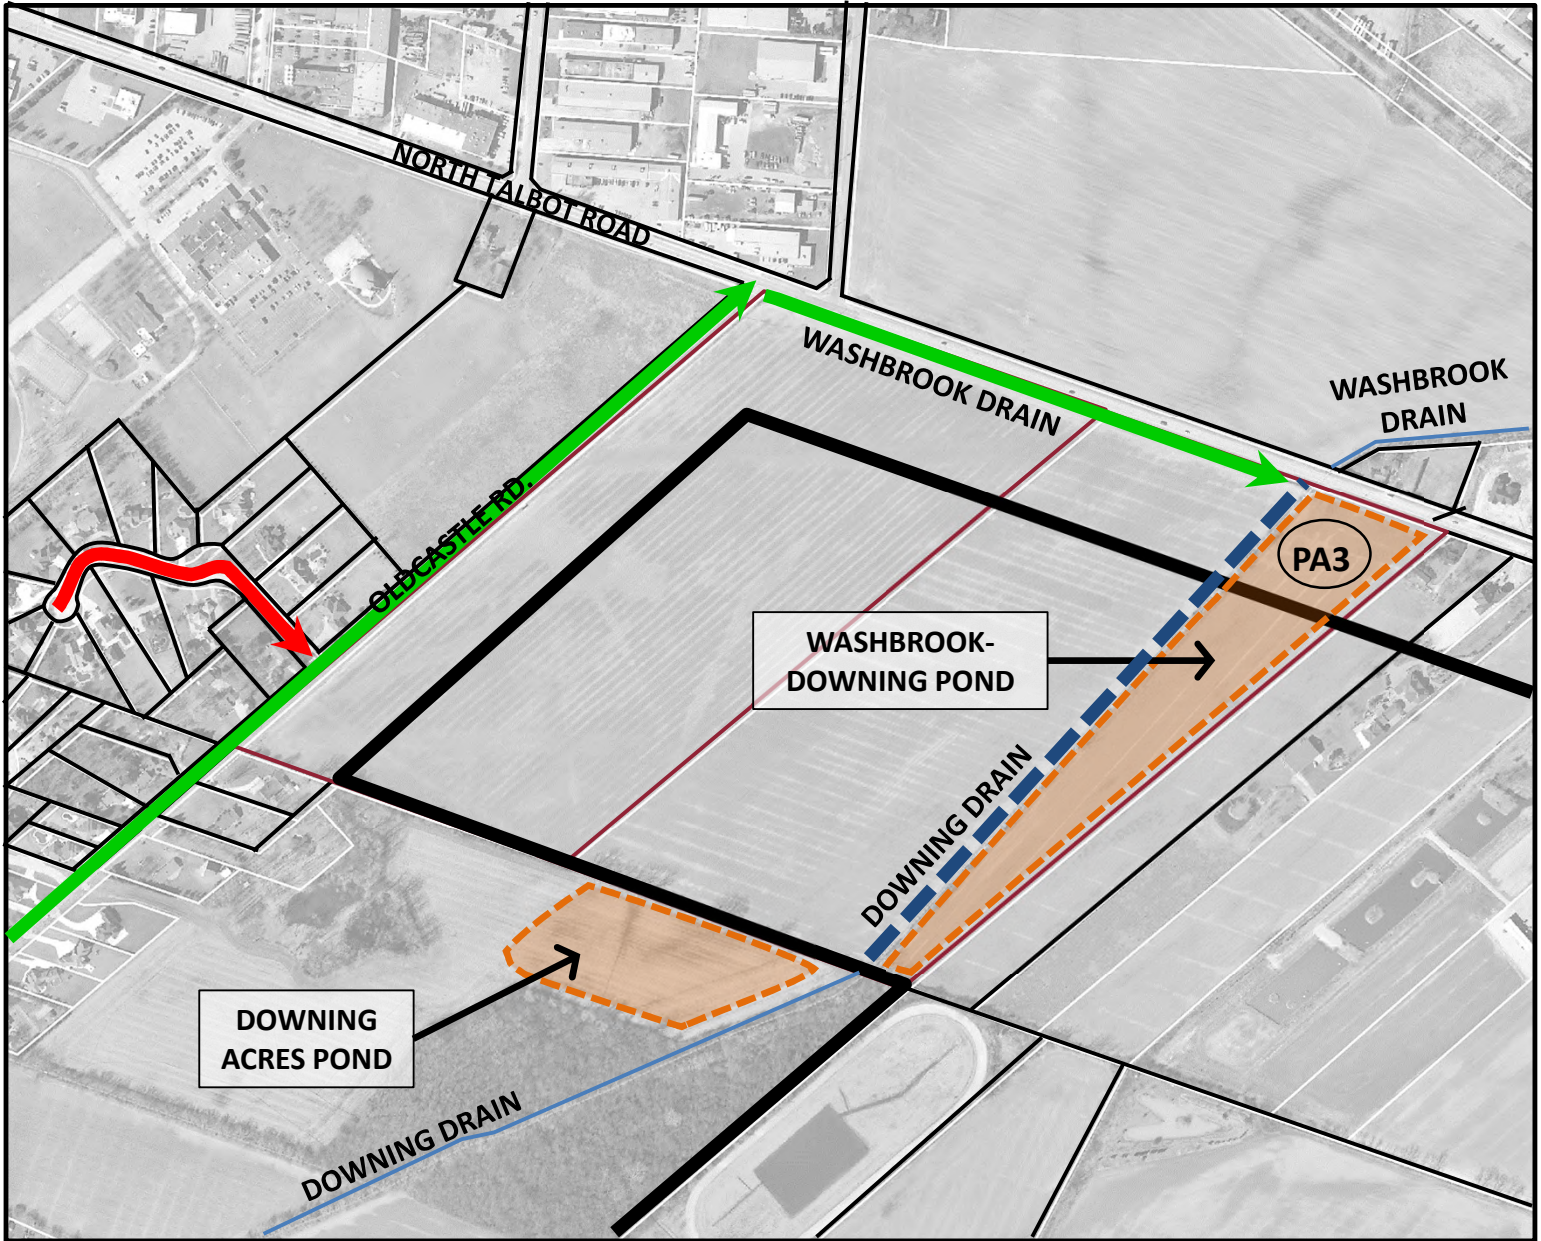 NORTH TALBOT ROAD
WASHBROOK DRAIN
WASHBROOK
DRAIN
OLDCASTLE RD.
PA3
WASHBROOK-
DOWNING POND
DOWNING DRAIN
DOWNING
ACRES POND
DOWNING DRAIN